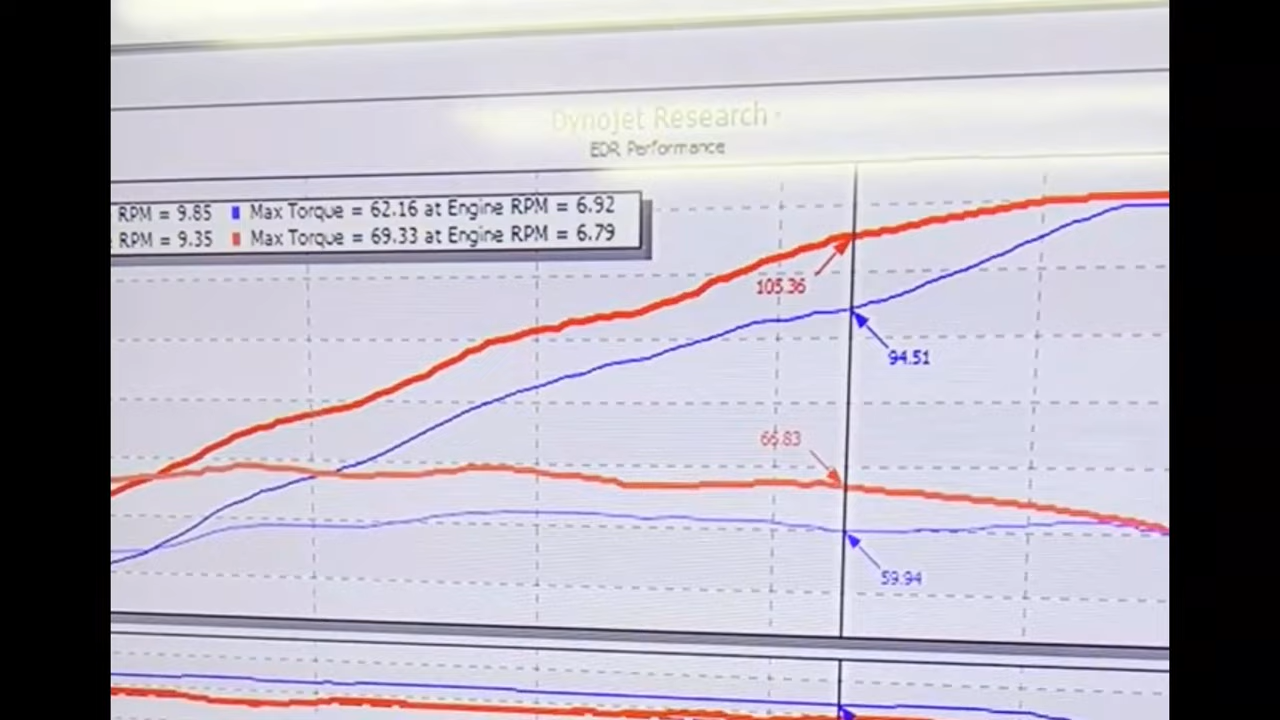 Dynojet Research
EDR Performance
RPM = 9.85 Max Torque = 62.16 at Engine RPM = 6.92
RPM = 9.35 Max Torque = 69.33 at Engine RPM = 6.79
105.36
94.51
66.83
59.94